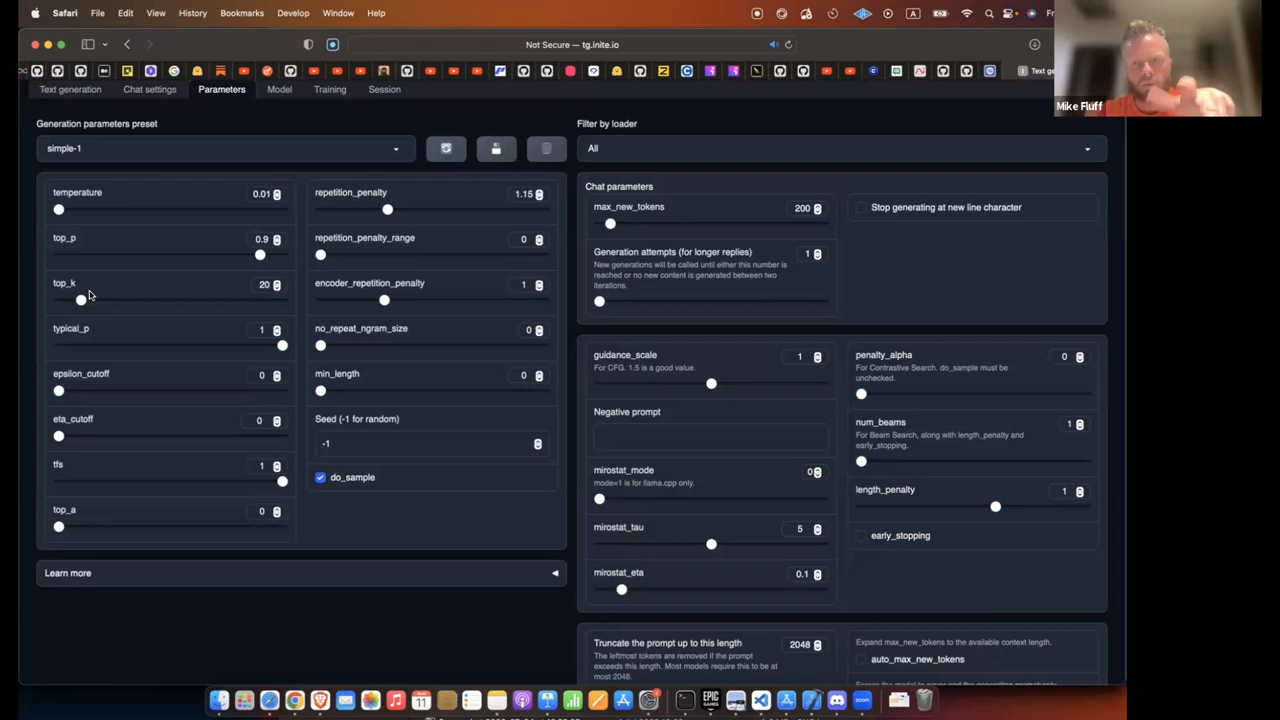 Safari File Edit View History Bookmarks Develop Window Help
Not Secure — tg.inite.io
Text ge
Mike Fluff
Text generation Chat settings Parameters Model Training Session
Generation parameters preset
simple-1
Filter by loader
All
temperature 0.01
top_p 0.9
top_k 20
typical_p 1
epsilon_cutoff 0
eta_cutoff 0
tfs 1
top_a 0
repetition_penalty 1.15
repetition_penalty_range 0
encoder_repetition_penalty 1
no_repeat_ngram_size 0
min_length 0
Seed (-1 for random)
-1
do_sample
Learn more
Chat parameters
max_new_tokens 200
Generation attempts (for longer replies) 1
New generations will be called until either this number is
reached or no new content is generated between two
iterations.
Stop generating at new line character
guidance_scale 1
For CFG. 1.5 is a good value.
Negative prompt
mirostat_mode 0
mode=1 is for llama.cpp only.
mirostat_tau 5
mirostat_eta 0.1
penalty_alpha 0
For Contrastive Search. do_sample must be
unchecked.
num_beams 1
For Beam Search, along with length_penalty and
early_stopping.
length_penalty 1
early_stopping
Truncate the prompt up to this length 2048
The leftmost tokens are removed if the prompt
exceeds this length. Most models require this to be at
most 2048.
Expand max_new_tokens to the available context length.
auto_max_new_tokens
EPIC
GAMES
zoom